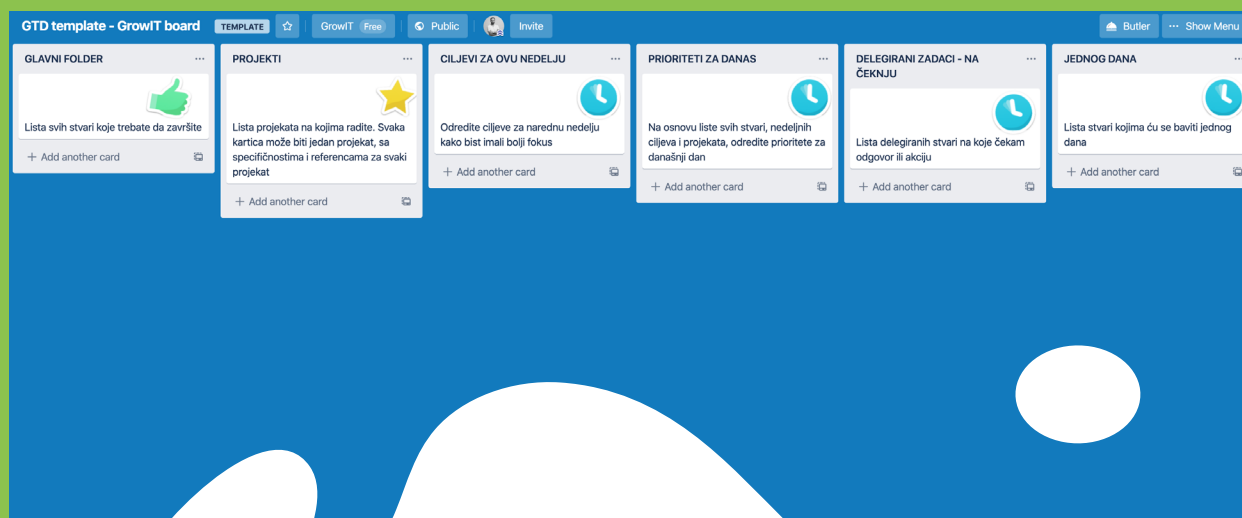 GTD template - GrowIT board TEMPLATE GrowIT Free Public Invite Butler ... Show Menu
GLAVNI FOLDER ...
Lista svih stvari koje trebate da završite
+ Add another card
PROJEKTI ...
Lista projekata na kojima radite. Svaka
kartica može biti jedan projekat, sa
specifičnostima i referencama za svaki
projekat
+ Add another card
CILJEVI ZA OVU NEDELJU ...
Odredite ciljeve za narednu nedelju
kako bist imali bolji fokus
+ Add another card
PRIORITETI ZA DANAS ...
Na osnovu liste svih stvari, nedeljnih
ciljeva i projekata, odredite prioritete za
današnji dan
+ Add another card
DELEGIRANI ZADACI - NA ...
ČEKNJU
Lista delegiranih stvari na koje čekam
odgovor ili akciju
+ Add another card
JEDNOG DANA ...
Lista stvari kojima ću se baviti jednog
dana
+ Add another card